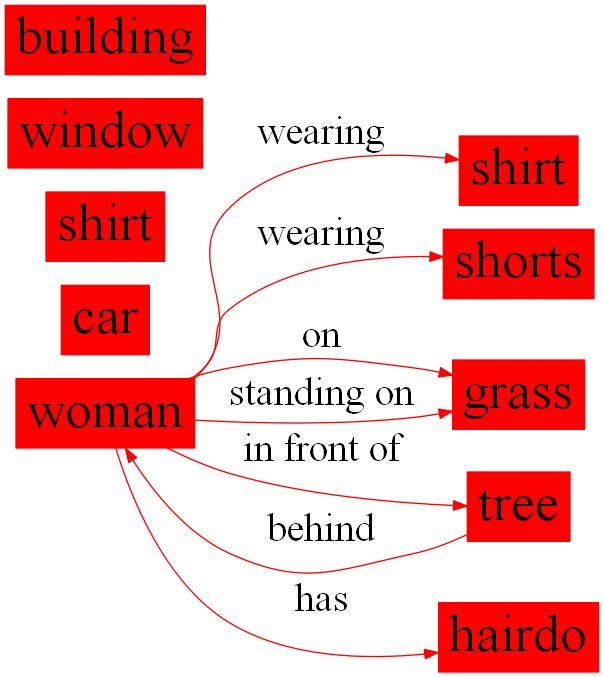 building
window
shirt
car
woman
wearing
shirt
wearing
shorts
on
grass
standing on
in front of
tree
behind
has
hairdo